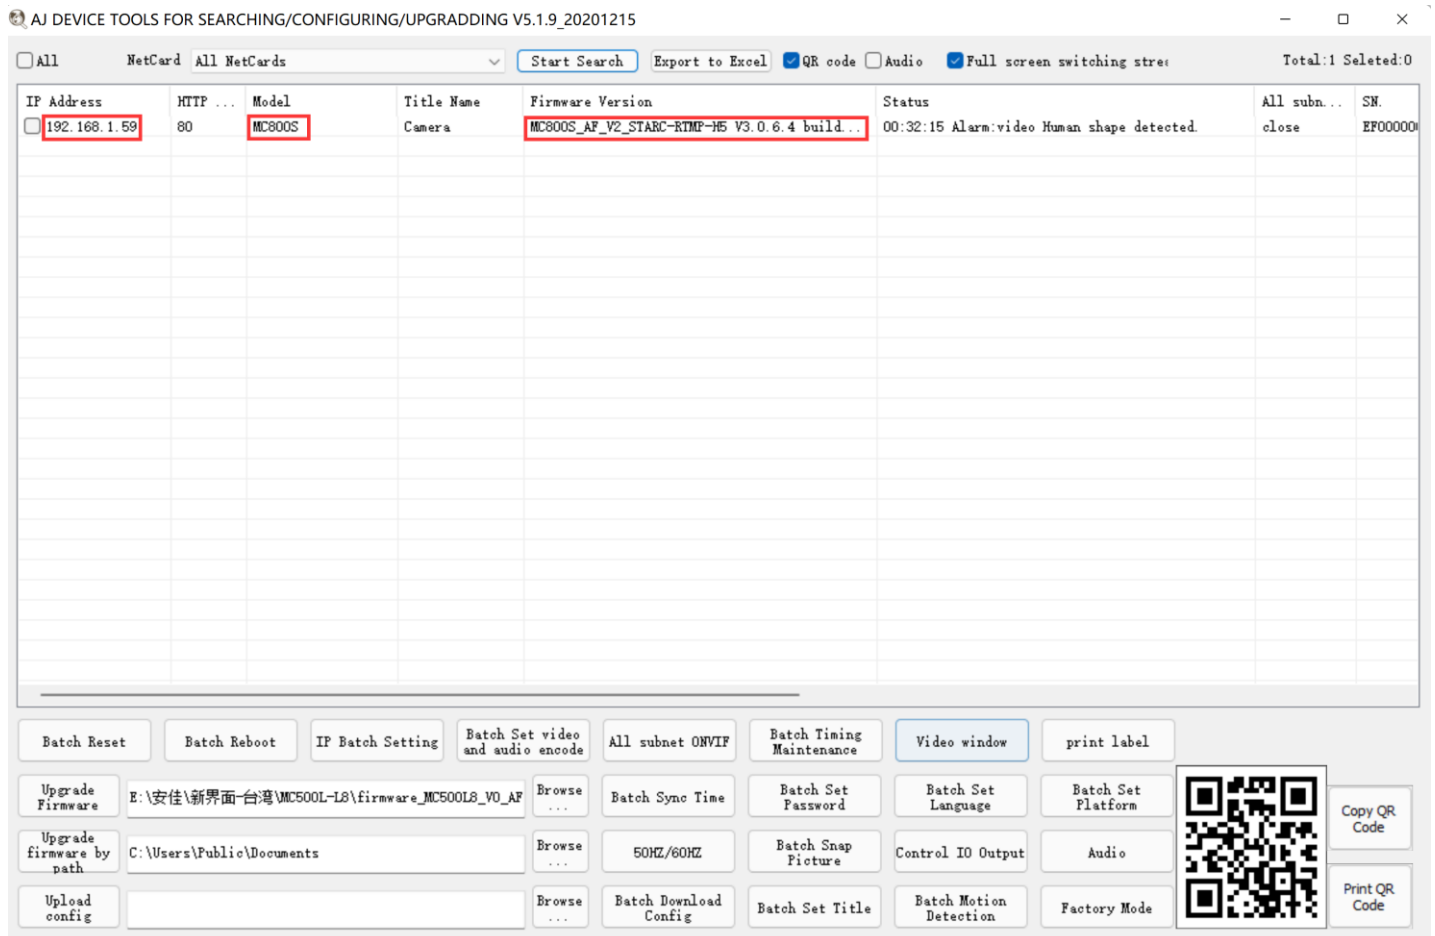 AJ DEVICE TOOLS FOR SEARCHING/CONFIGURING/UPGRADDING V5.1.9_20201215
All NetCard All NetCards Start Search Export to Excel QR code Audio Full screen switching stre Total:1 Seleted:0
IP Address HTTP ... Model Title Name Firmware Version Status All subn... SN.
192.168.1.59 80 MC800S Camera MC800S_AF_V2_STARC-RTMP-H5 V3.0.6.4 build... 00:32:15 Alarm:video Human shape detected. close EF00000
Batch Reset Batch Reboot IP Batch Setting Batch Set video All subnet ONVIF Batch Timing Video window print label
and audio encode Maintenance
Upgrade E:\安佳\新界面-台湾\MC500L-L8\firmware_MC500L8_V0_AF Browse Batch Sync Time Batch Set Batch Set Batch Set
Firmware ... Password Language Platform
Copy QR
Code
Upgrade Browse Batch Snap
firmware by C:\Users\Public\Documents ... 50HZ/60HZ Picture Control IO Output Audio
path
Upload Browse Batch Download Batch Set Title Batch Motion Factory Mode
config ... Config Detection
Print QR
Code